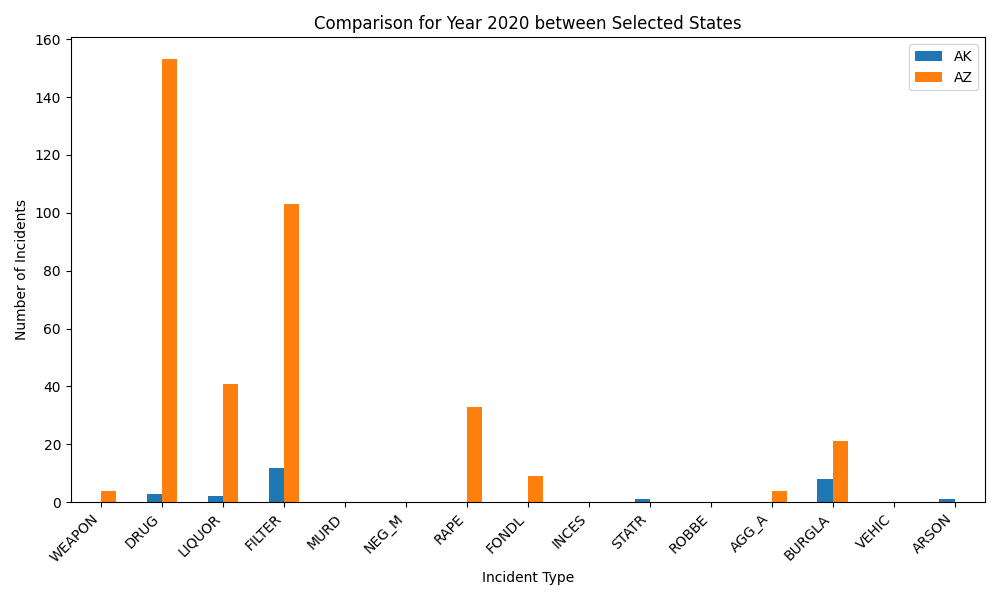 Comparison for Year 2020 between Selected States
AK
AZ
Number of Incidents
160
140
120
100
80
60
40
20
0
WEAPON
DRUG
LIQUOR
FILTER
MURD
NEG_M
RAPE
FONDL
INCES
STATR
ROBBE
AGG_A
BURGLA
VEHIC
ARSON
Incident Type